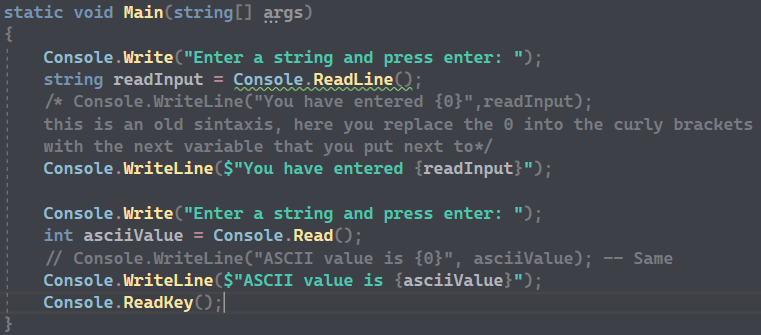 static void Main(string[] args)
{
Console.Write("Enter a string and press enter: ");
string readInput = Console.ReadLine();
/* Console.WriteLine("You have entered {0}",readInput);
this is an old sintaxis, here you replace the 0 into the curly brackets
with the next variable that you put next to*/
Console.WriteLine($"You have entered {readInput}");
Console.Write("Enter a string and press enter: ");
int asciiValue = Console.Read();
// Console.WriteLine("ASCII value is {0}", asciiValue); -- Same
Console.WriteLine($"ASCII value is {asciiValue}");
Console.ReadKey();
}